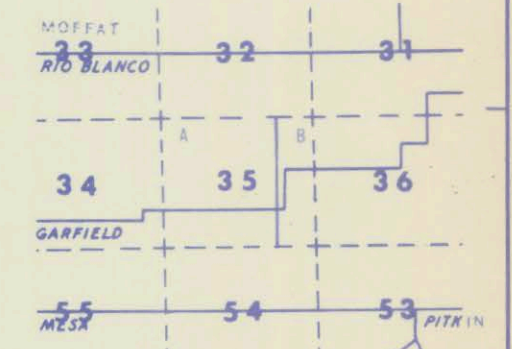 MOFFAT
33 32 31
RIO BLANCO
A B
34 35 36
GARFIELD
55 54 53
MESA PITKIN